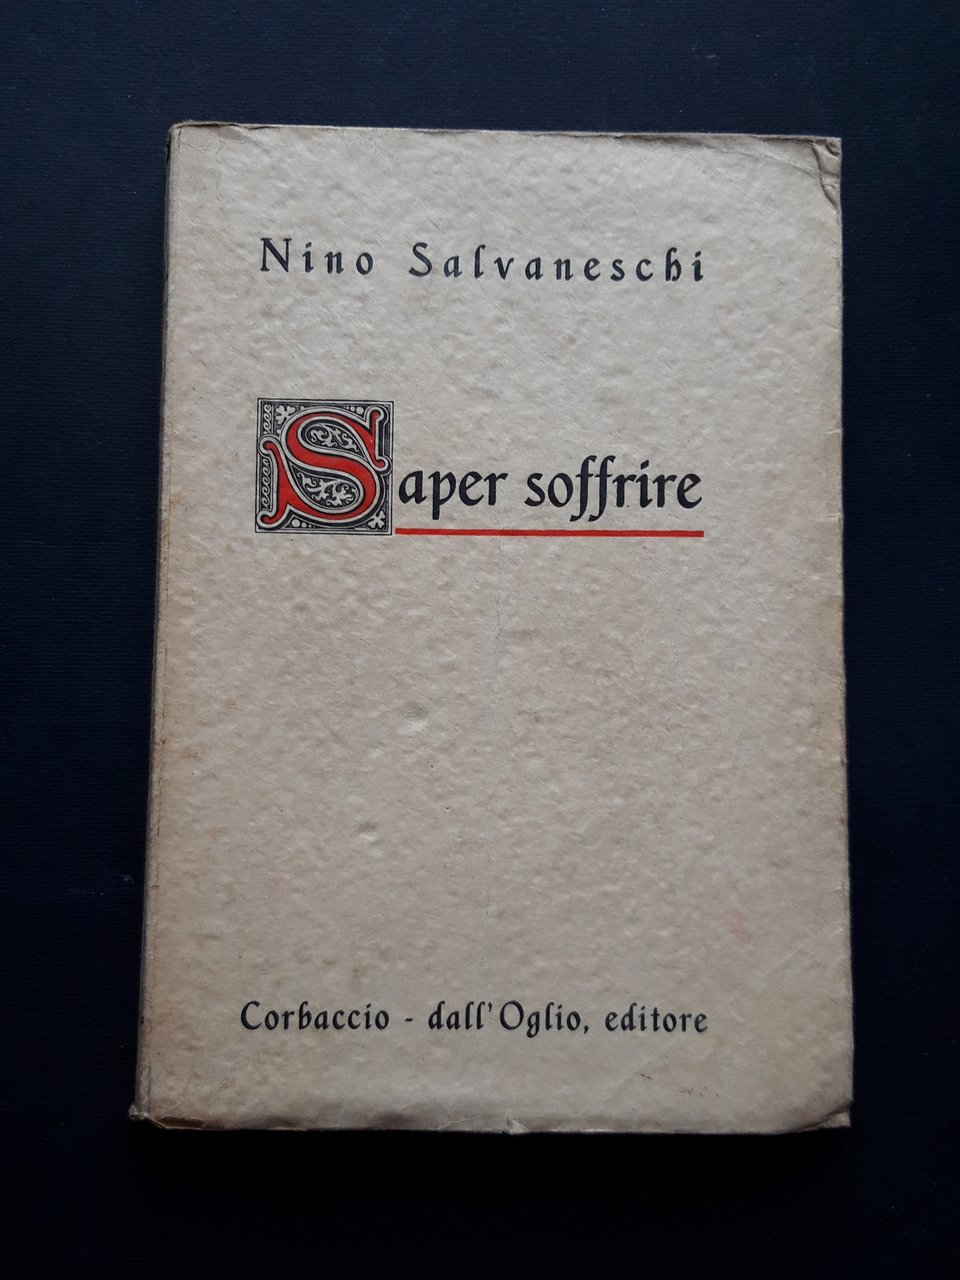 Nino Salvaneschi
Saper soffrire
Corbaccio - dall'Oglio, editore